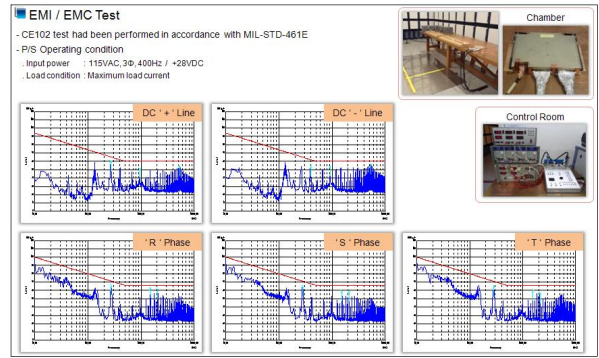 EMI / EMC Test
- CE102 test had been performed in accordance with MIL-STD-461E
- P/S Operating condition
. Input power : 115VAC, 3Φ, 400Hz / +28VDC
. Load condition : Maximum load current
Chamber
Control Room
DC ' + ' Line
DC ' - ' Line
' R ' Phase
' S ' Phase
' T ' Phase